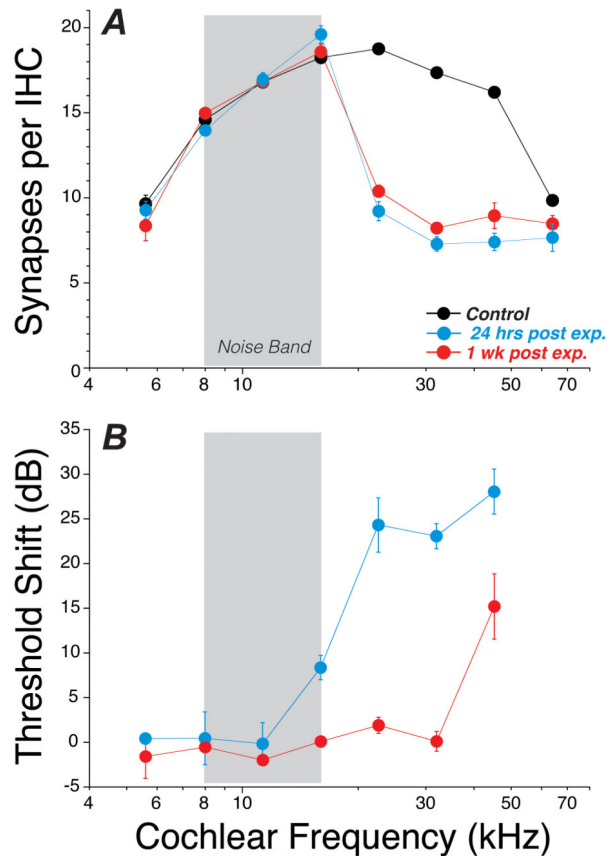 A
Synapses per IHC
20
15
10
5
0
Control
24 hrs post exp.
1 wk post exp.
Noise Band
4 6 8 10 30 50 70
B
Threshold Shift (dB)
35
30
25
20
15
10
5
0
-5
4 6 8 10 30 50 70
Cochlear Frequency (kHz)